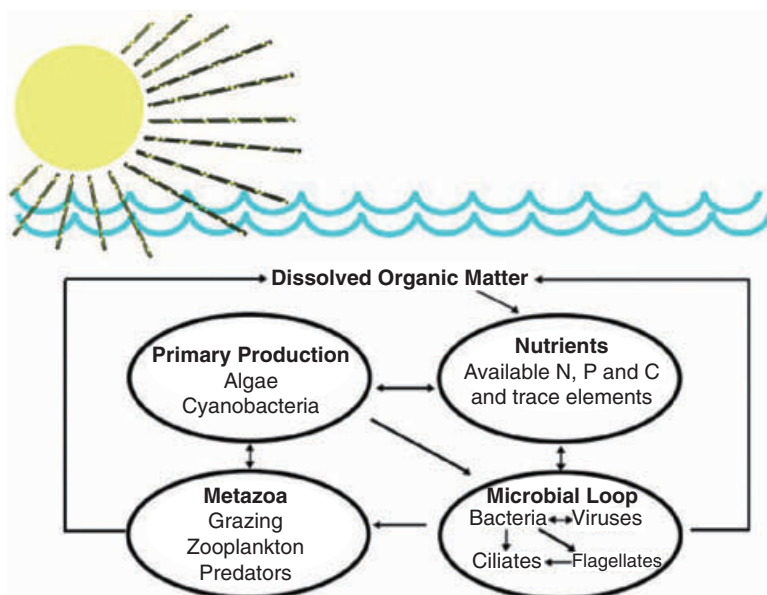 Dissolved Organic Matter
Primary Production
Algae
Cyanobacteria
Nutrients
Available N, P and C
and trace elements
Metazoa
Grazing
Zooplankton
Predators
Microbial Loop
Bacteria Viruses
Ciliates Flagellates